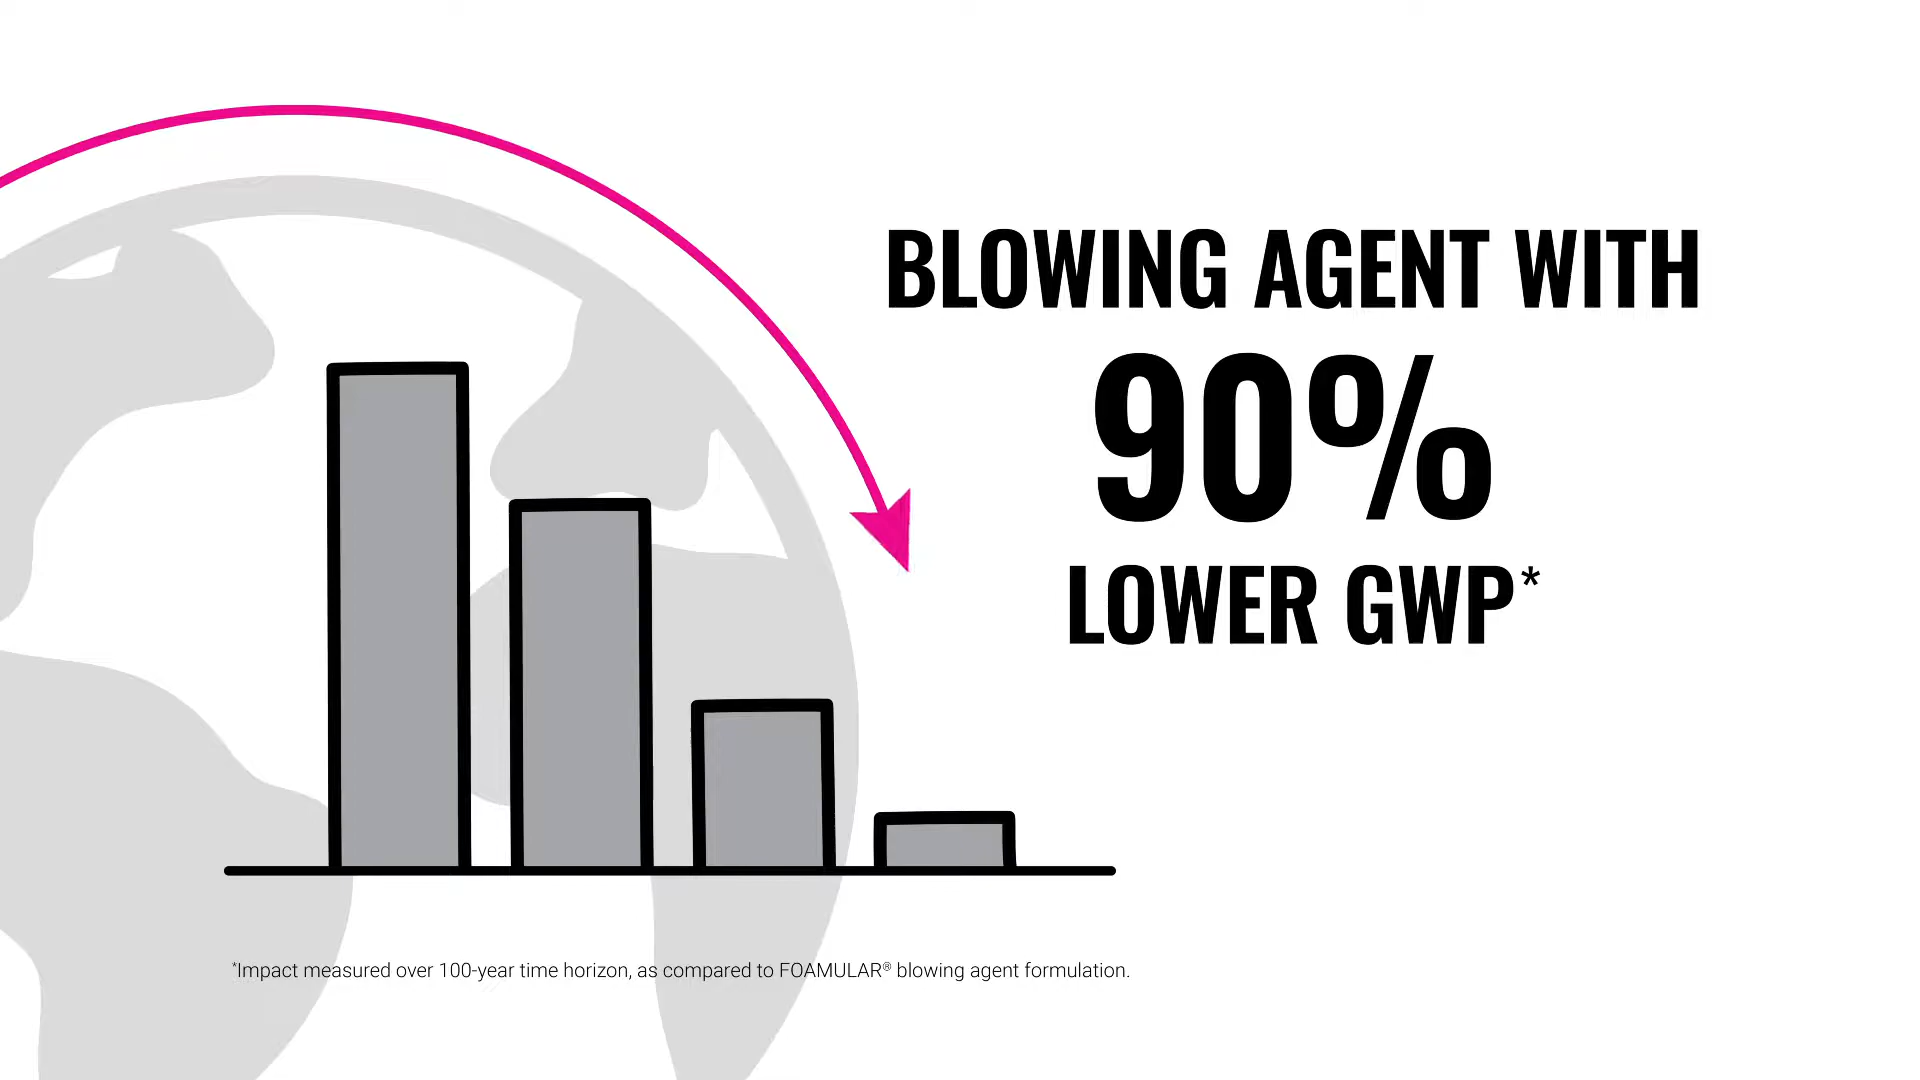 BLOWING AGENT WITH
90%
LOWER GWP*
*Impact measured over 100-year time horizon, as compared to FOAMULAR® blowing agent formulation.